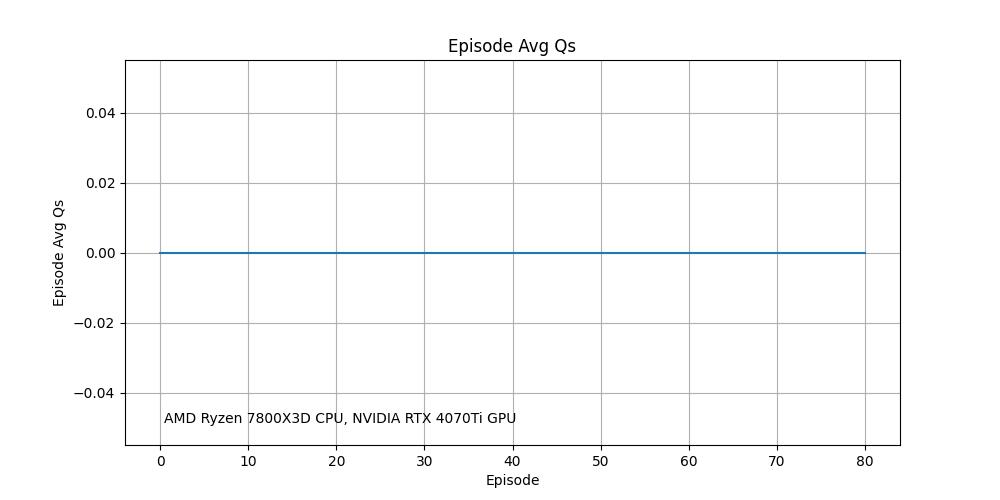 Episode Avg Qs
Episode Avg Qs
0.04
0.02
0.00
−0.02
−0.04
AMD Ryzen 7800X3D CPU, NVIDIA RTX 4070Ti GPU
0 10 20 30 40 50 60 70 80
Episode